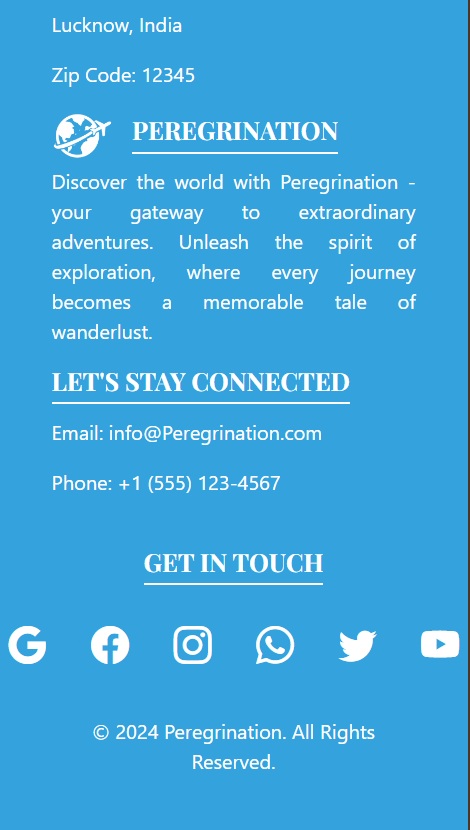 Lucknow, India
Zip Code: 12345
PEREGRINATION
Discover the world with Peregrination -
your gateway to extraordinary
adventures. Unleash the spirit of
exploration, where every journey
becomes a memorable tale of
wanderlust.
LET'S STAY CONNECTED
Email: info@Peregrination.com
Phone: +1 (555) 123-4567
GET IN TOUCH
© 2024 Peregrination. All Rights
Reserved.